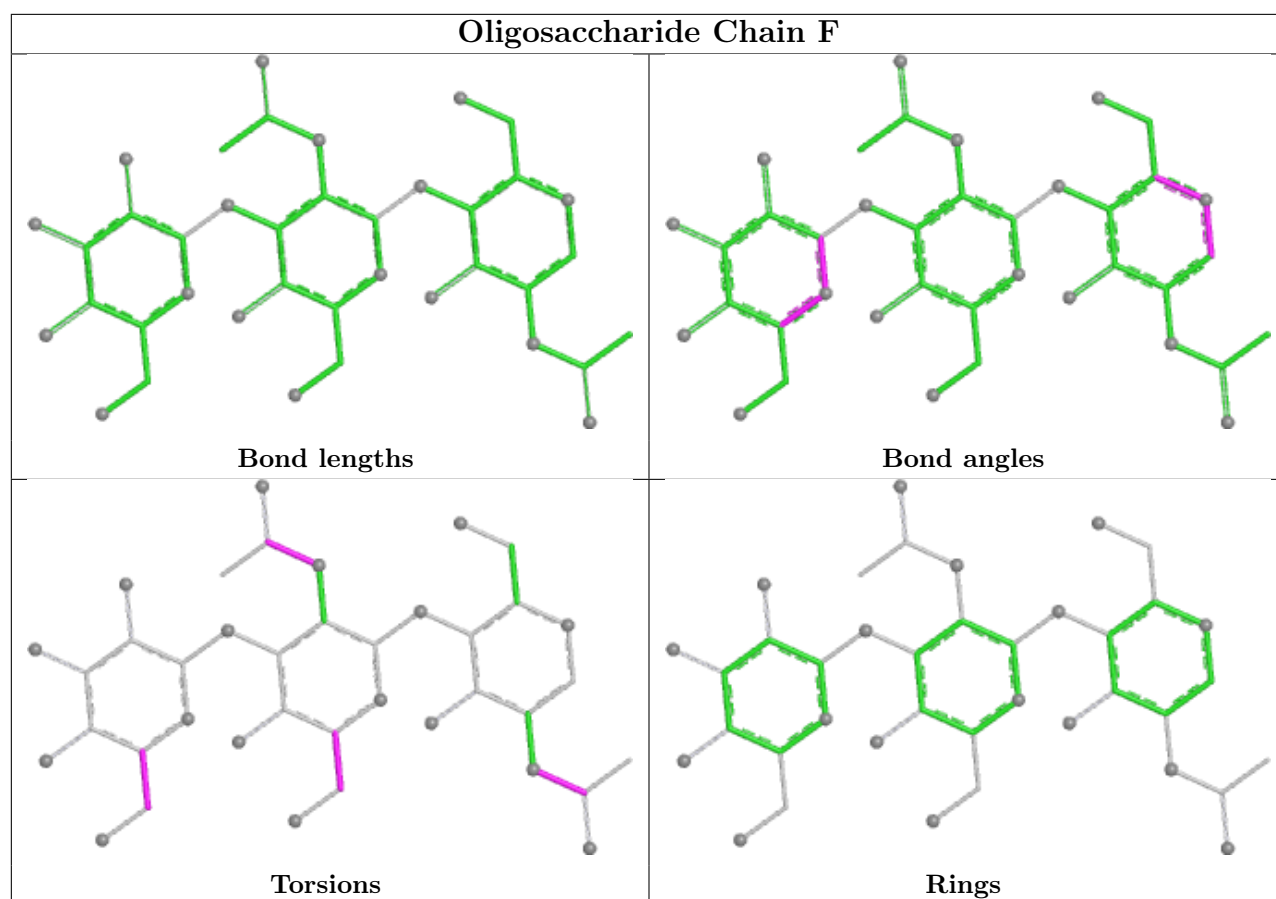 Oligosaccharide Chain F
Bond lengths
Bond angles
Torsions
Rings